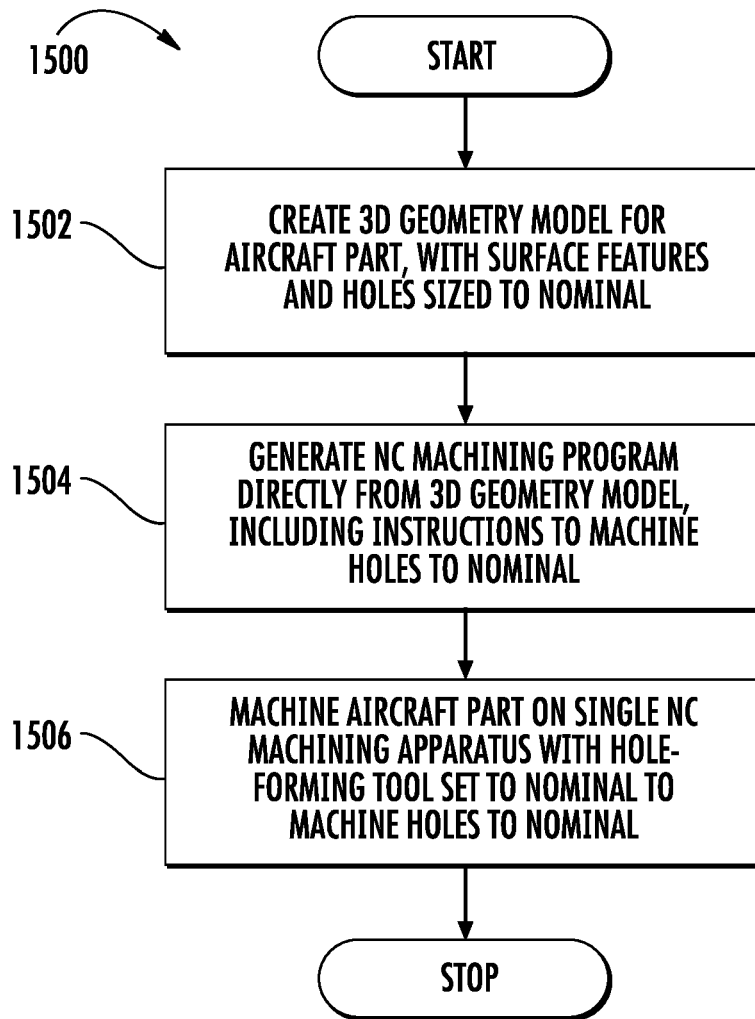 1500
START
1502
CREATE 3D GEOMETRY MODEL FOR
AIRCRAFT PART, WITH SURFACE FEATURES
AND HOLES SIZED TO NOMINAL
1504
GENERATE NC MACHINING PROGRAM
DIRECTLY FROM 3D GEOMETRY MODEL,
INCLUDING INSTRUCTIONS TO MACHINE
HOLES TO NOMINAL
1506
MACHINE AIRCRAFT PART ON SINGLE NC
MACHINING APPARATUS WITH HOLE-
FORMING TOOL SET TO NOMINAL TO
MACHINE HOLES TO NOMINAL
STOP